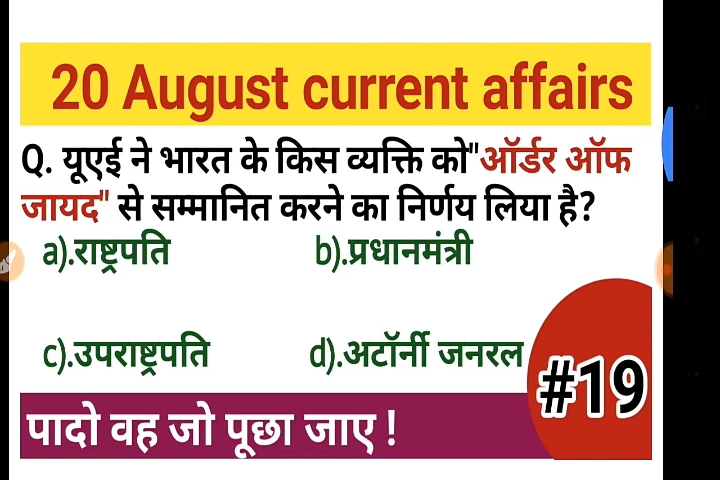 20 August current affairs
Q. यूएई ने भारत के किस व्यक्ति को"ऑर्डर ऑफ
जायद" से सम्मानित करने का निर्णय लिया है?
a).राष्ट्रपति b).प्रधानमंत्री
c).उपराष्ट्रपति d).अटॉर्नी जनरल
#19
पादो वह जो पूछा जाए !